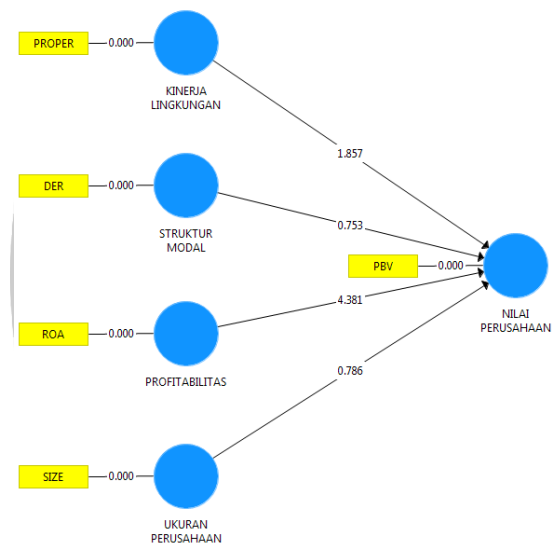 PROPER
0.000
KINERJA
LINGKUNGAN
1.857
DER
0.000
STRUKTUR
MODAL
0.753
PBV
0.000
NILAI
PERUSAHAAN
ROA
0.000
PROFITABILITAS
4.381
0.786
SIZE
0.000
UKURAN
PERUSAHAAN